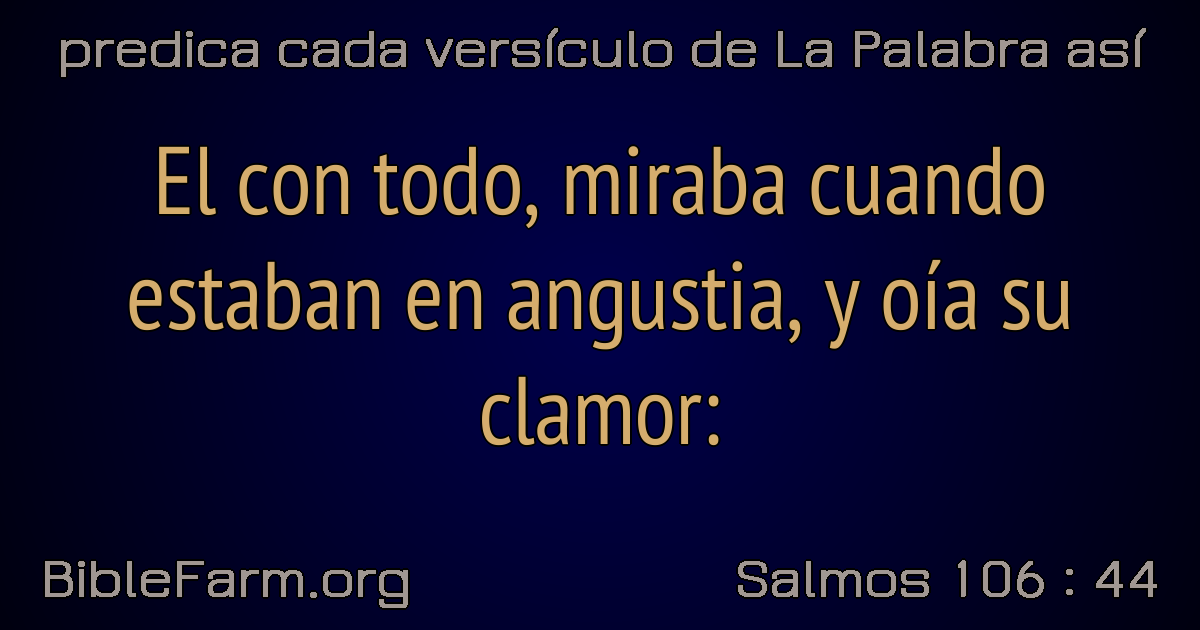 predica cada versículo de La Palabra así
El con todo, miraba cuando
estaban en angustia, y oía su
clamor:
BibleFarm.org
Salmos 106 : 44